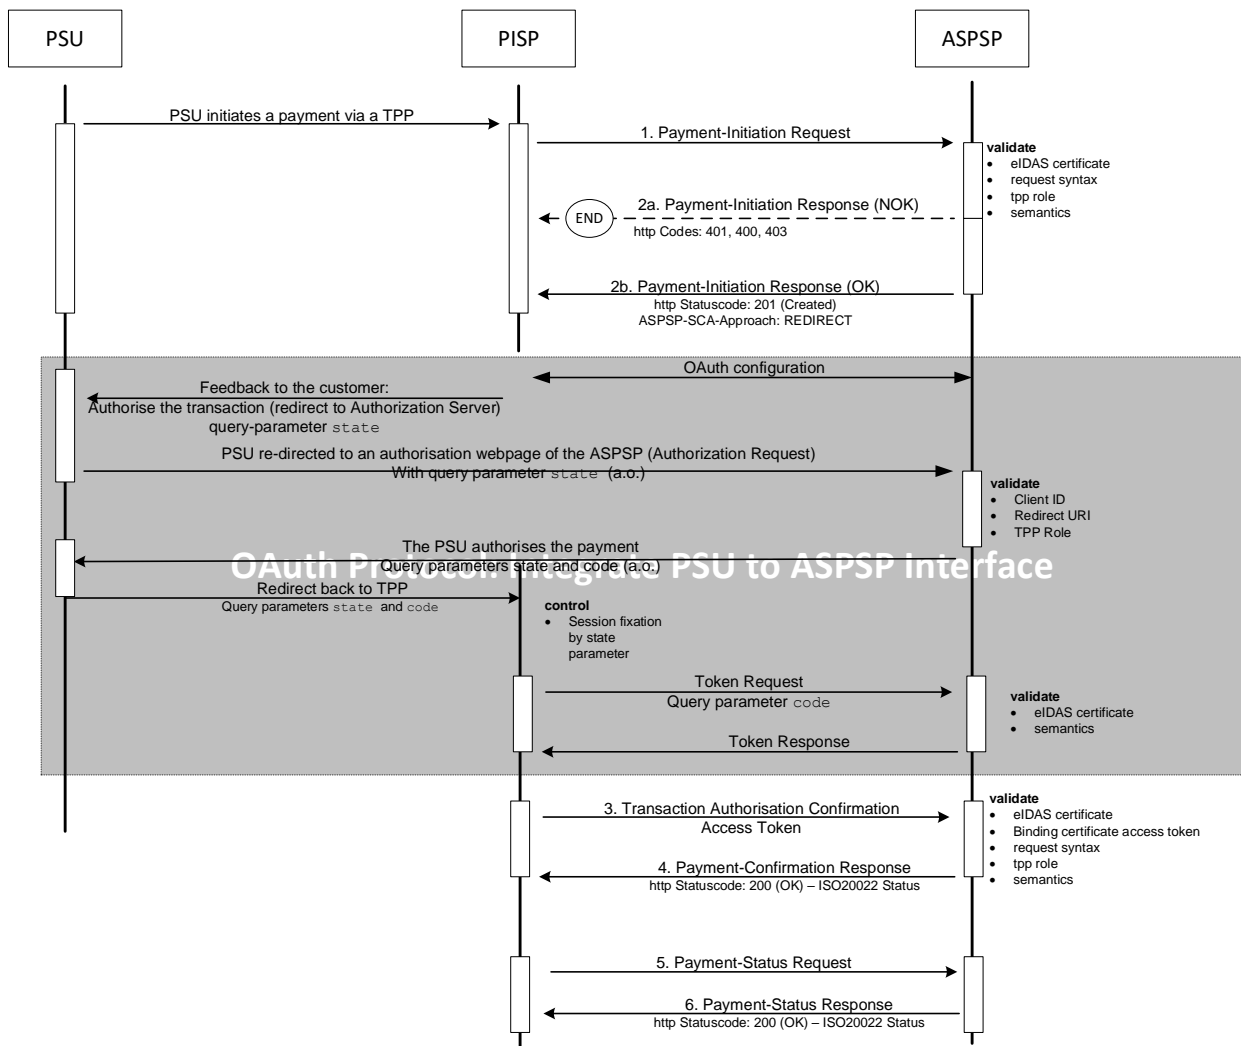 PSU
PISP
ASPSP
PSU initiates a payment via a TPP
1. Payment-Initiation Request
validate
• eIDAS certificate
• request syntax
• tpp role
• semantics
2a. Payment-Initiation Response (NOK)
END
http Codes: 401, 400, 403
2b. Payment-Initiation Response (OK)
http Statuscode: 201 (Created)
ASPSP-SCA-Approach: REDIRECT
OAuth configuration
Feedback to the customer:
Authorise the transaction (redirect to Authorization Server)
query-parameter state
PSU re-directed to an authorisation webpage of the ASPSP (Authorization Request)
With query parameter state (a.o.)
validate
• Client ID
• Redirect URI
• TPP Role
The PSU authorises the payment
Query parameters state and code (a.o.)
OAuth Protocol: Integrate PSU to ASPSP Interface
Redirect back to TPP
Query parameters state and code
control
• Session fixation
by state
parameter
Token Request
Query parameter code
validate
• eIDAS certificate
• semantics
Token Response
3. Transaction Authorisation Confirmation
Access Token
validate
• eIDAS certificate
• Binding certificate access token
• request syntax
• tpp role
• semantics
4. Payment-Confirmation Response
http Statuscode: 200 (OK) – ISO20022 Status
5. Payment-Status Request
6. Payment-Status Response
http Statuscode: 200 (OK) – ISO20022 Status